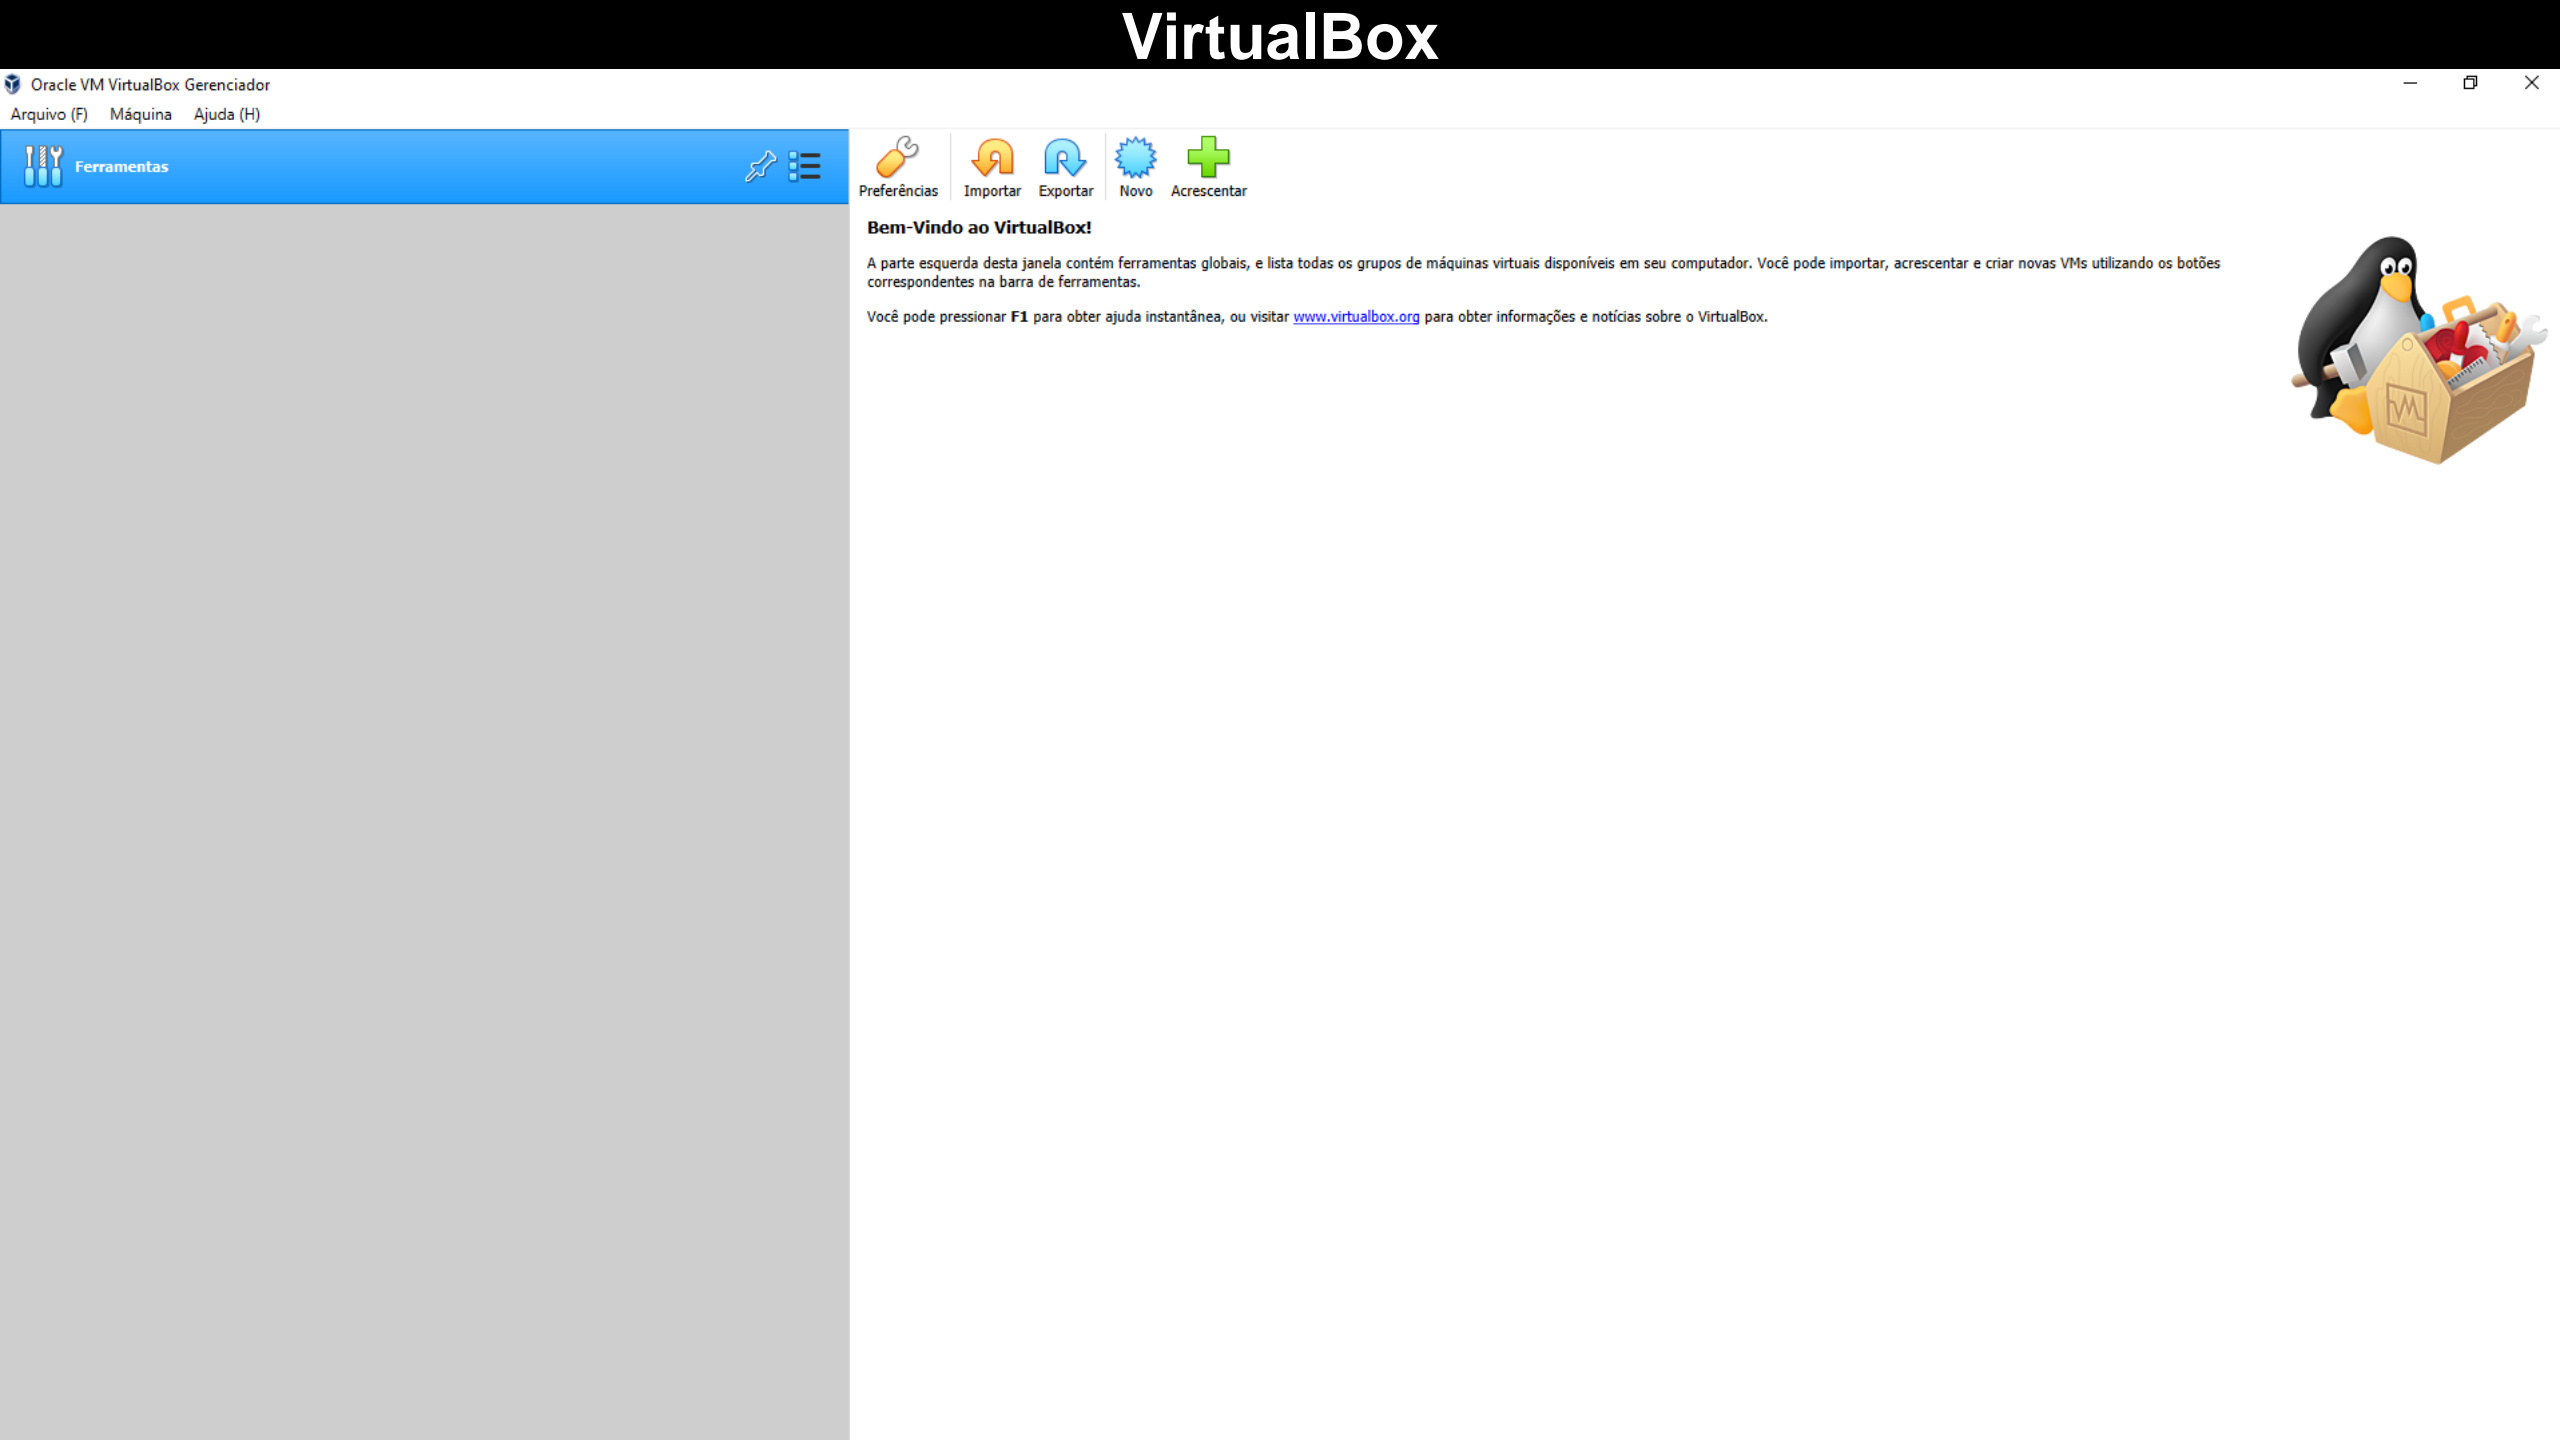 VirtualBox
Oracle VM VirtualBox Gerenciador
Arquivo (F) Máquina Ajuda (H)
Ferramentas
Preferências Importar Exportar Novo Acrescentar
Bem-Vindo ao VirtualBox!
A parte esquerda desta janela contém ferramentas globais, e lista todas os grupos de máquinas virtuais disponíveis em seu computador. Você pode importar, acrescentar e criar novas VMs utilizando os botões
correspondentes na barra de ferramentas.
Você pode pressionar F1 para obter ajuda instantânea, ou visitar www.virtualbox.org para obter informações e notícias sobre o VirtualBox.